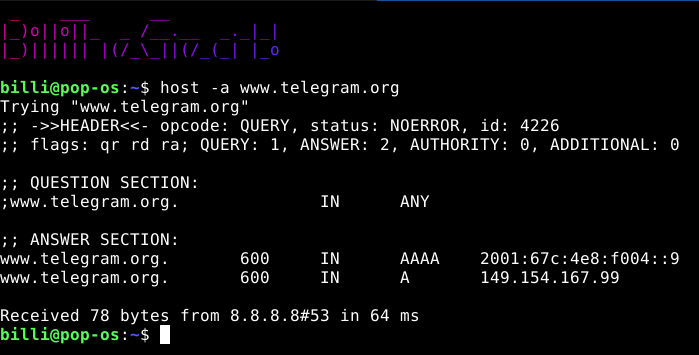 billi@pop-os:~$ host -a www.telegram.org
Trying "www.telegram.org"
;; ->>HEADER<<- opcode: QUERY, status: NOERROR, id: 4226
;; flags: qr rd ra; QUERY: 1, ANSWER: 2, AUTHORITY: 0, ADDITIONAL: 0
;; QUESTION SECTION:
;www.telegram.org. IN ANY
;; ANSWER SECTION:
www.telegram.org. 600 IN AAAA 2001:67c:4e8:f004::9
www.telegram.org. 600 IN A 149.154.167.99
Received 78 bytes from 8.8.8.8#53 in 64 ms
billi@pop-os:~$